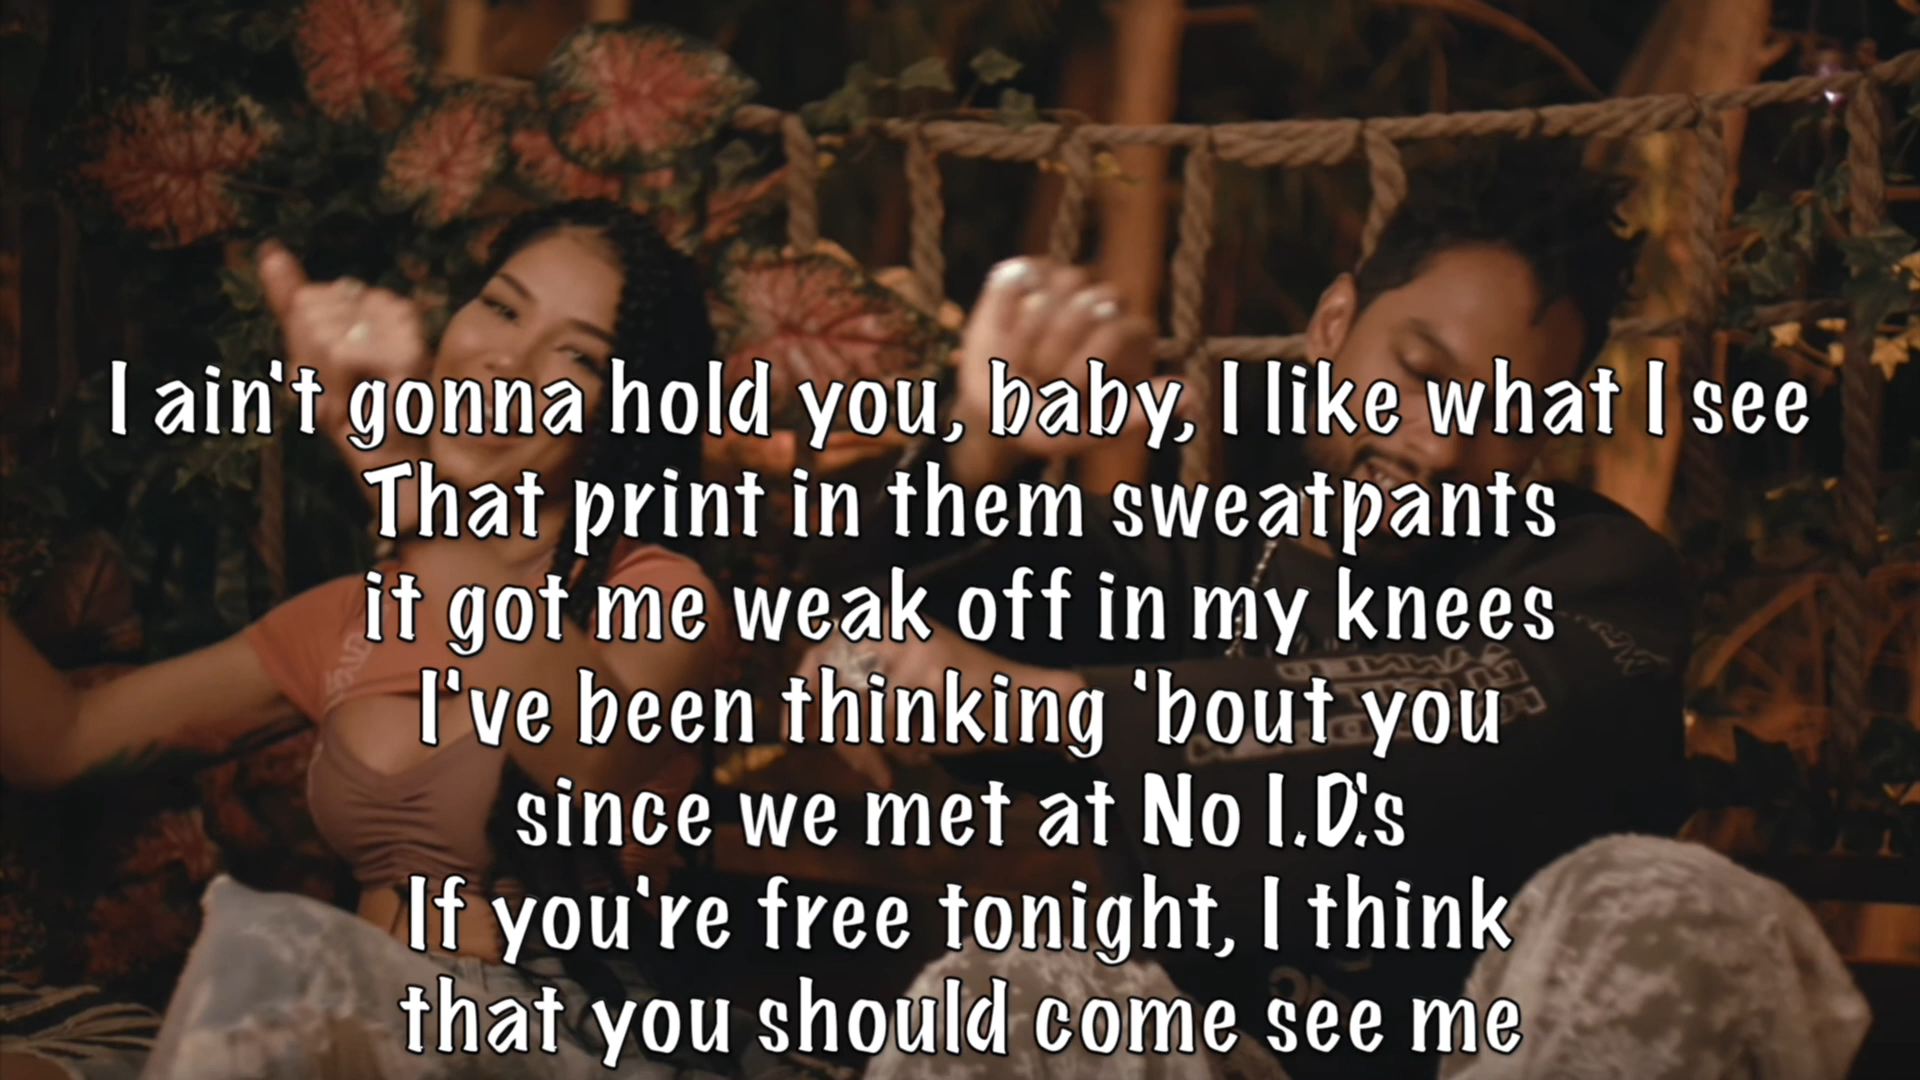 I ain't gonna hold you, baby, I like what I see
That print in them sweatpants
it got me weak off in my knees
I've been thinking 'bout you
since we met at No I.D.'s
If you're free tonight, I think
that you should come see me